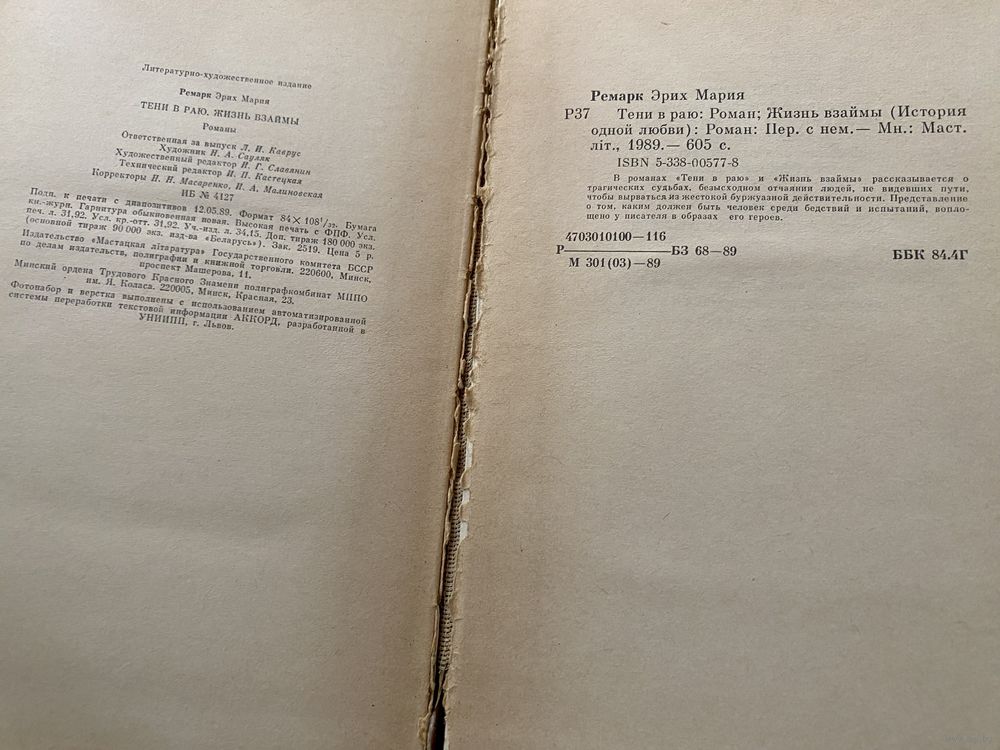 Литературно-художественное издание
Ремарк Эрих Мария
ТЕНИ В РАЮ. ЖИЗНЬ ВЗАЙМЫ
Романы
Ответственная за выпуск Л. И. Каврус
Художник Н. А. Сауляк
Художественный редактор И. Г. Славянин
Технический редактор И. П. Кастецкая
Корректоры Н. Н. Масаренко, И. А. Малиновская
ИБ № 4127
Подп. к печати с диапозитивов 12.05.89. Формат 84×108¹/₃₂. Бумага
кн.-журн. Гарнитура обыкновенная новая. Высокая печать с ФПФ. Усл.
печ. л. 31,92. Усл. кр.-отт. 31,92. Уч.-изд. л. 34,15. Доп. тираж 180 000 экз.
(основной тираж 90 000 экз. изд-ва «Беларусь»). Зак. 2519. Цена 5 р.
Издательство «Мастацкая літаратура» Государственного комитета БССР
по делам издательств, полиграфии и книжной торговли. 220600, Минск,
проспект Машерова, 11.
Минский ордена Трудового Красного Знамени полиграфкомбинат МППО
им. Я. Коласа. 220005, Минск, Красная, 23.
Фотонабор и верстка выполнены с использованием автоматизированной
системы переработки текстовой информации АККОРД, разработанной в
УНИИПП, г. Львов.
Ремарк Эрих Мария
Р37 Тени в раю: Роман; Жизнь взаймы (История
одной любви): Роман: Пер. с нем.— Мн.: Маст.
літ., 1989.— 605 с.
ISBN 5-338-00577-8
В романах «Тени в раю» и «Жизнь взаймы» рассказывается о
трагических судьбах, безысходном отчаянии людей, не видевших пути,
чтобы вырваться из жестокой буржуазной действительности. Представление
о том, каким должен быть человек среди бедствий и испытаний, вопло-
щено у писателя в образах его героев.
4703010100—116
Р————БЗ 68—89
М 301(03)—89
ББК 84.4Г